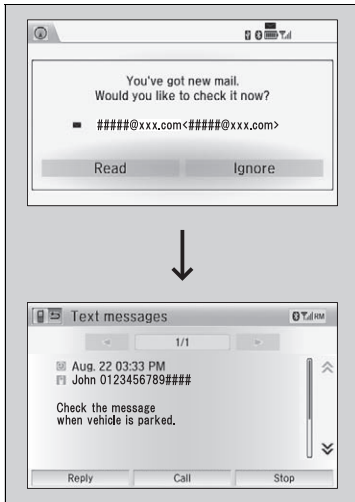 You've got new mail.
Would you like to check it now?
#####@xxx.com<#####@xxx.com>
Read Ignore
Text messages RM
1/1
Aug. 22 03:33 PM
John 0123456789####
Check the message
when vehicle is parked.
Reply Call Stop